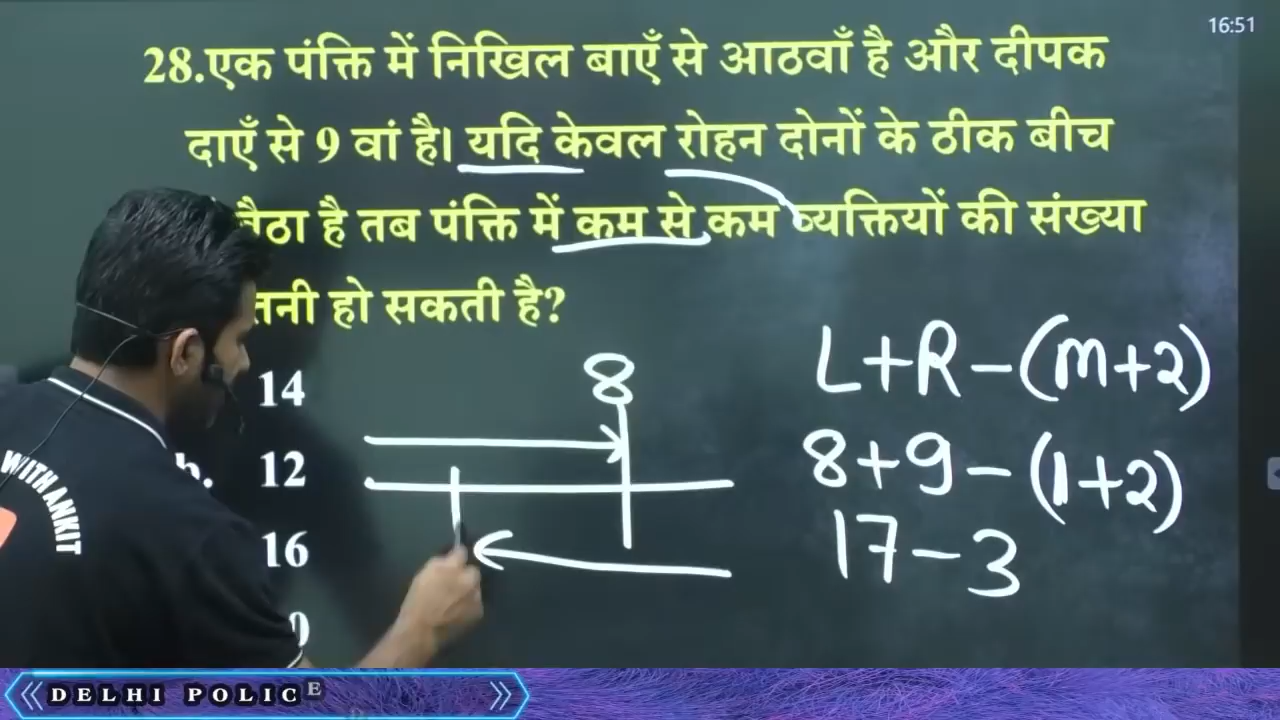 16:51
28.एक पंक्ति में निखिल बाएँ से आठवाँ है और दीपक
दाएँ से 9 वां है। यदि केवल रोहन दोनों के ठीक बीच
बैठा है तब पंक्ति में कम से कम व्यक्तियों की संख्या
हो सकती है?
14
b. 12
16
8
L+R-(m+2)
8+9-(1+2)
17-3
WITH ANKIT
DELHI POLICE